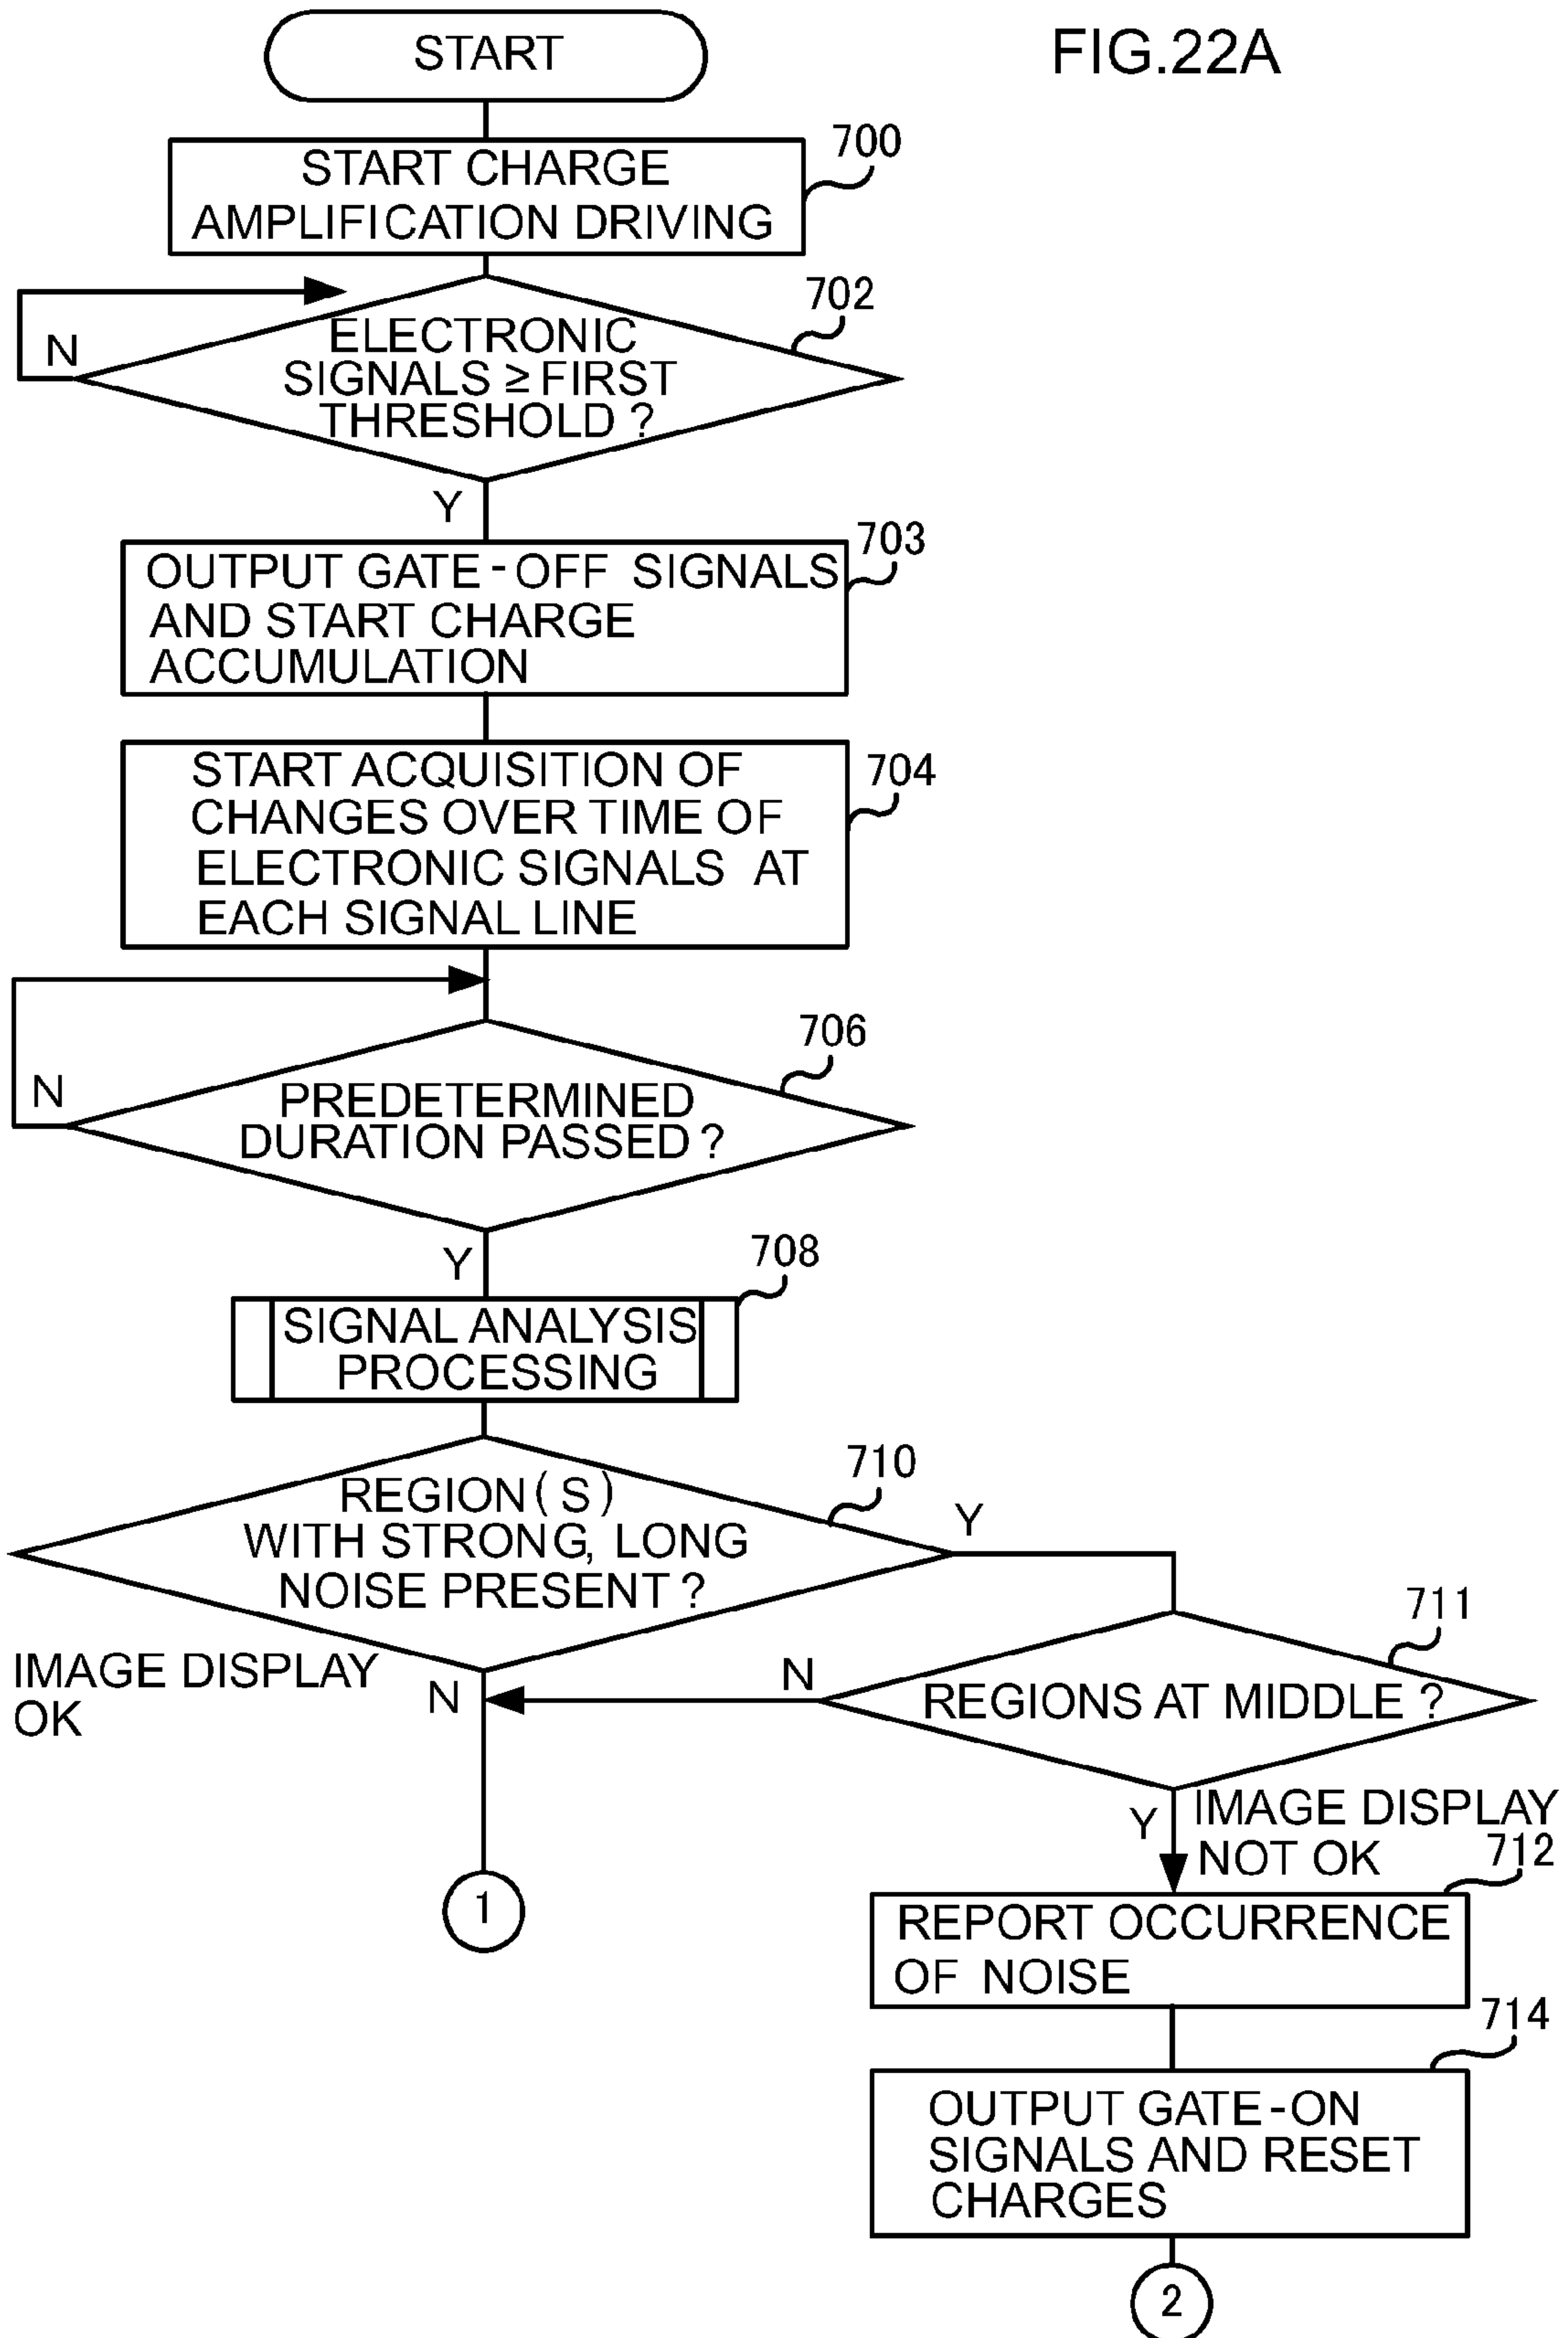 START
FIG.22A
700
START CHARGE
AMPLIFICATION DRIVING
702
N
ELECTRONIC
SIGNALS ≥ FIRST
THRESHOLD ?
Y
703
OUTPUT GATE-OFF SIGNALS
AND START CHARGE
ACCUMULATION
704
START ACQUISITION OF
CHANGES OVER TIME OF
ELECTRONIC SIGNALS AT
EACH SIGNAL LINE
706
N
PREDETERMINED
DURATION PASSED ?
Y
708
SIGNAL ANALYSIS
PROCESSING
710
REGION(S)
WITH STRONG, LONG
NOISE PRESENT ?
Y
711
IMAGE DISPLAY
OK
N
N
REGIONS AT MIDDLE ?
Y
IMAGE DISPLAY
NOT OK
712
1
REPORT OCCURRENCE
OF NOISE
714
OUTPUT GATE-ON
SIGNALS AND RESET
CHARGES
2